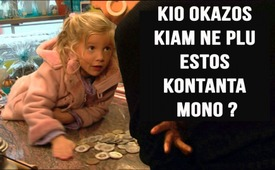 KIO OKAZOS
KIAM NE PLU
ESTOS
KONTANTA
MONO ?